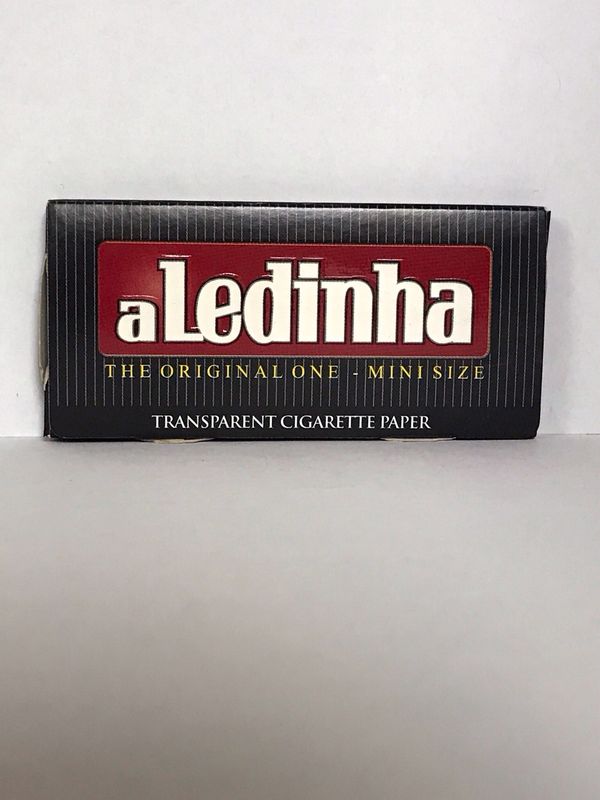 aLedinha
THE ORIGINAL ONE - MINI SIZE
TRANSPARENT CIGARETTE PAPER